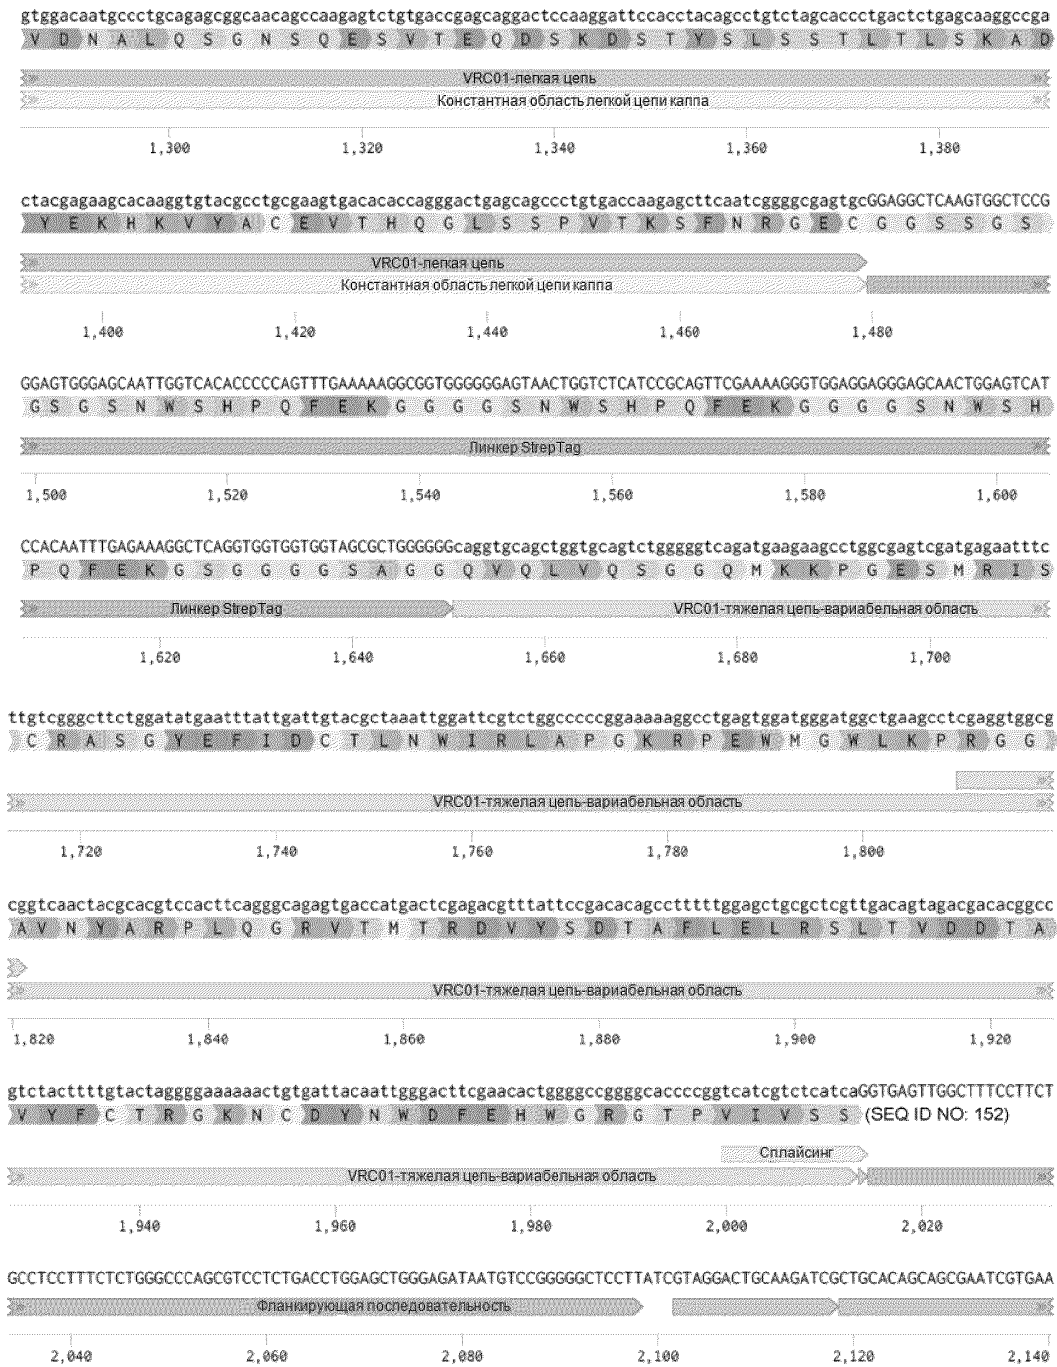 gtggacaatgccctgcagagcggcaacagccaagagtctgtgaccgagcaggactccaaggattccacctacagcctgtctagcaccctgactctgagcaaggccga
V D N A L Q S G N S Q E S V T E Q D S K D S T Y S L S S T L T L S K A D
VRC01-легкая цепь
Константная область легкой цепи каппа
1,300 1,320 1,340 1,360 1,380
ctacgagaagcacaaggtgtacgcctgcgaagtgacacaccagggactgagcagccctgtgaccaagagcttcaatcggggcgagtgcGGAGGCTCAAGTGGCTCCG
Y E K H K V Y A C E V T H Q G L S S P V T K S F N R G E C G G S S G S
VRC01-легкая цепь
Константная область легкой цепи каппа
1,400 1,420 1,440 1,460 1,480
GGAGTGGGAGCAATTGGTCACACCCCCAGTTTGAAAAAGGCGGTGGGGGGAGTAACTGGTCTCATCCGCAGTTCGAAAAGGGTGGAGGAGGGAGCAACTGGAGTCAT
G S G S N W S H P Q F E K G G G G S N W S H P Q F E K G G G G S N W S H
Линкер StrepTag
1,500 1,520 1,540 1,560 1,580 1,600
CCACAATTTGAGAAAGGCTCAGGTGGTGGTGGTAGCGCTGGGGGGcaggtgcagctggtgcagtctgggggtcagatgaagaagcctggcgagtcgatgagaatttc
P Q F E K G S G G G G S A G G Q V Q L V Q S G G Q M K K P G E S M R I S
Линкер StrepTag VRC01-тяжелая цепь-вариабельная область
1,620 1,640 1,660 1,680 1,700
ttgtcgggcttctggatatgaatttattgattgtacgctaaattggattcgtctggcccccggaaaaaggcctgagtggatgggatggctgaagcctcgaggtggcg
C R A S G Y E F I D C T L N W I R L A P G K R P E W M G W L K P R G G
VRC01-тяжелая цепь-вариабельная область
1,720 1,740 1,760 1,780 1,800
cggtcaactacgcacgtccacttcagggcagagtgaccatgactcgagacgtttattccgacacagcctttttggagctgcgctcgttgacagtagacgacacggcc
A V N Y A R P L Q G R V T M T R D V Y S D T A F L E L R S L T V D D T A
VRC01-тяжелая цепь-вариабельная область
1,820 1,840 1,860 1,880 1,900 1,920
gtctacttttgtactaggggaaaaaactgtgattacaattgggacttcgaacactggggccggggcaccccggtcatcgtctcatcaGGTGAGTTGGCTTTCCTTCT
V Y F C T R G K N C D Y N W D F E H W G R G T P V I V S S (SEQ ID NO: 152)
Сплайсинг
VRC01-тяжелая цепь-вариабельная область
1,940 1,960 1,980 2,000 2,020
GCCTCCTTTCTCTGGGCCCAGCGTCCTCTGACCTGGAGCTGGGAGATAATGTCCGGGGGCTCCTTATCGTAGGACTGCAAGATCGCTGCACAGCAGCGAATCGTGAA
Фланкирующая последовательность
2,040 2,060 2,080 2,100 2,120 2,140